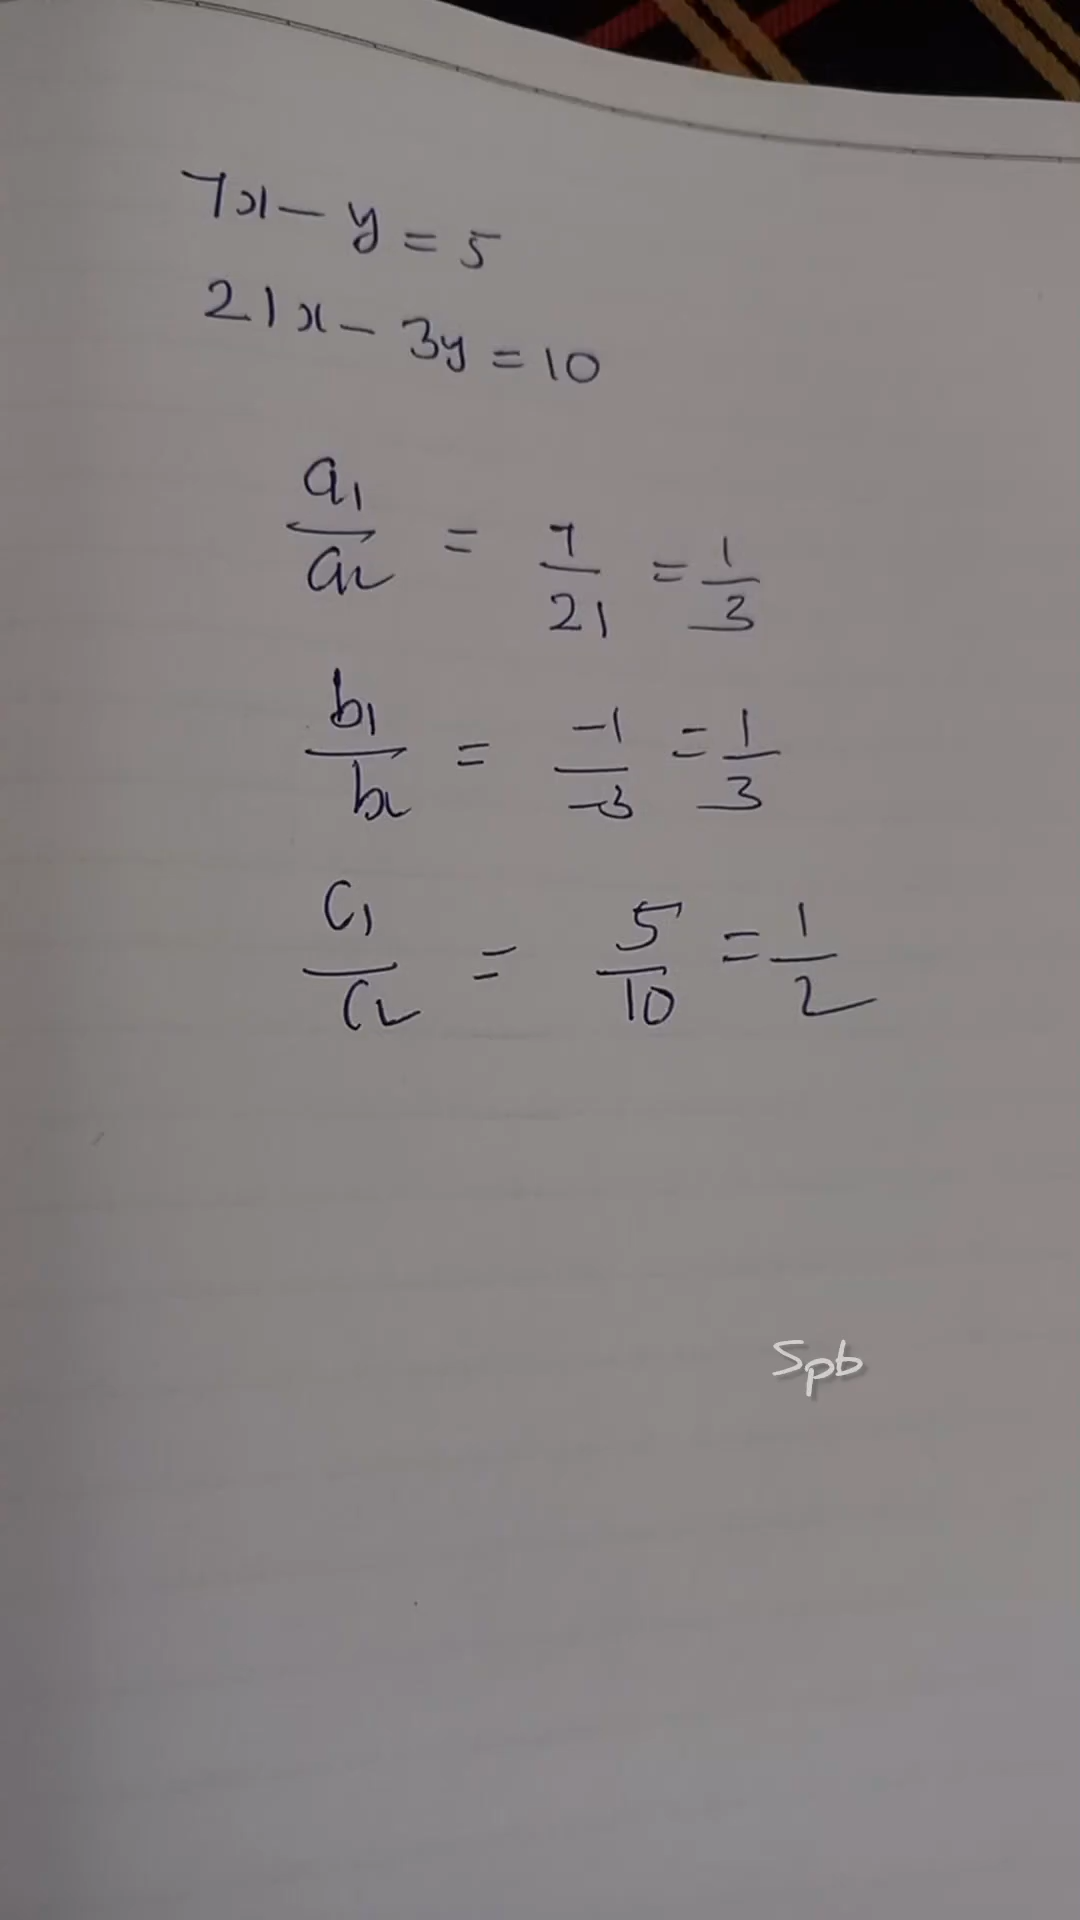 7x - y = 5
21x - 3y = 10
a1/a2 = 7/21 = 1/3
b1/b2 = -1/-3 = 1/3
c1/c2 = 5/10 = 1/2
Spb